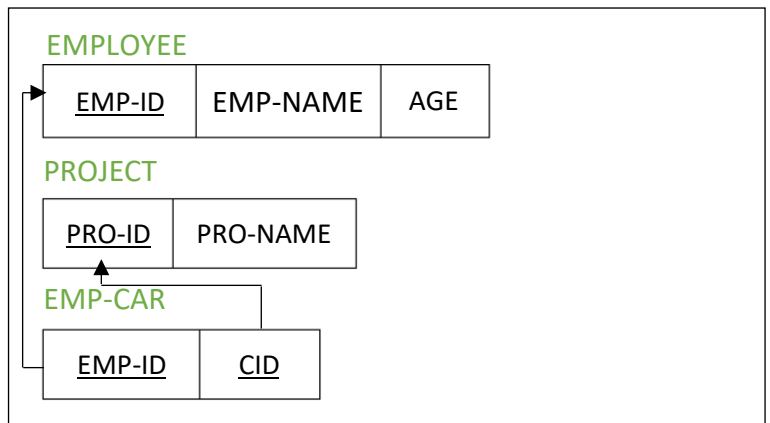 EMPLOYEE
EMP-ID EMP-NAME AGE
PROJECT
PRO-ID PRO-NAME
EMP-CAR
EMP-ID CID